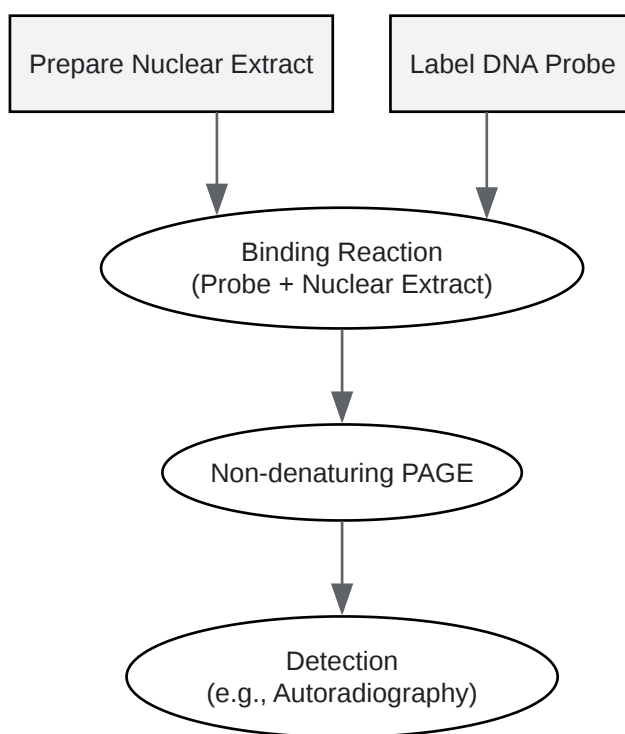 Prepare Nuclear Extract
Label DNA Probe
Binding Reaction
(Probe + Nuclear Extract)
Non-denaturing PAGE
Detection
(e.g., Autoradiography)